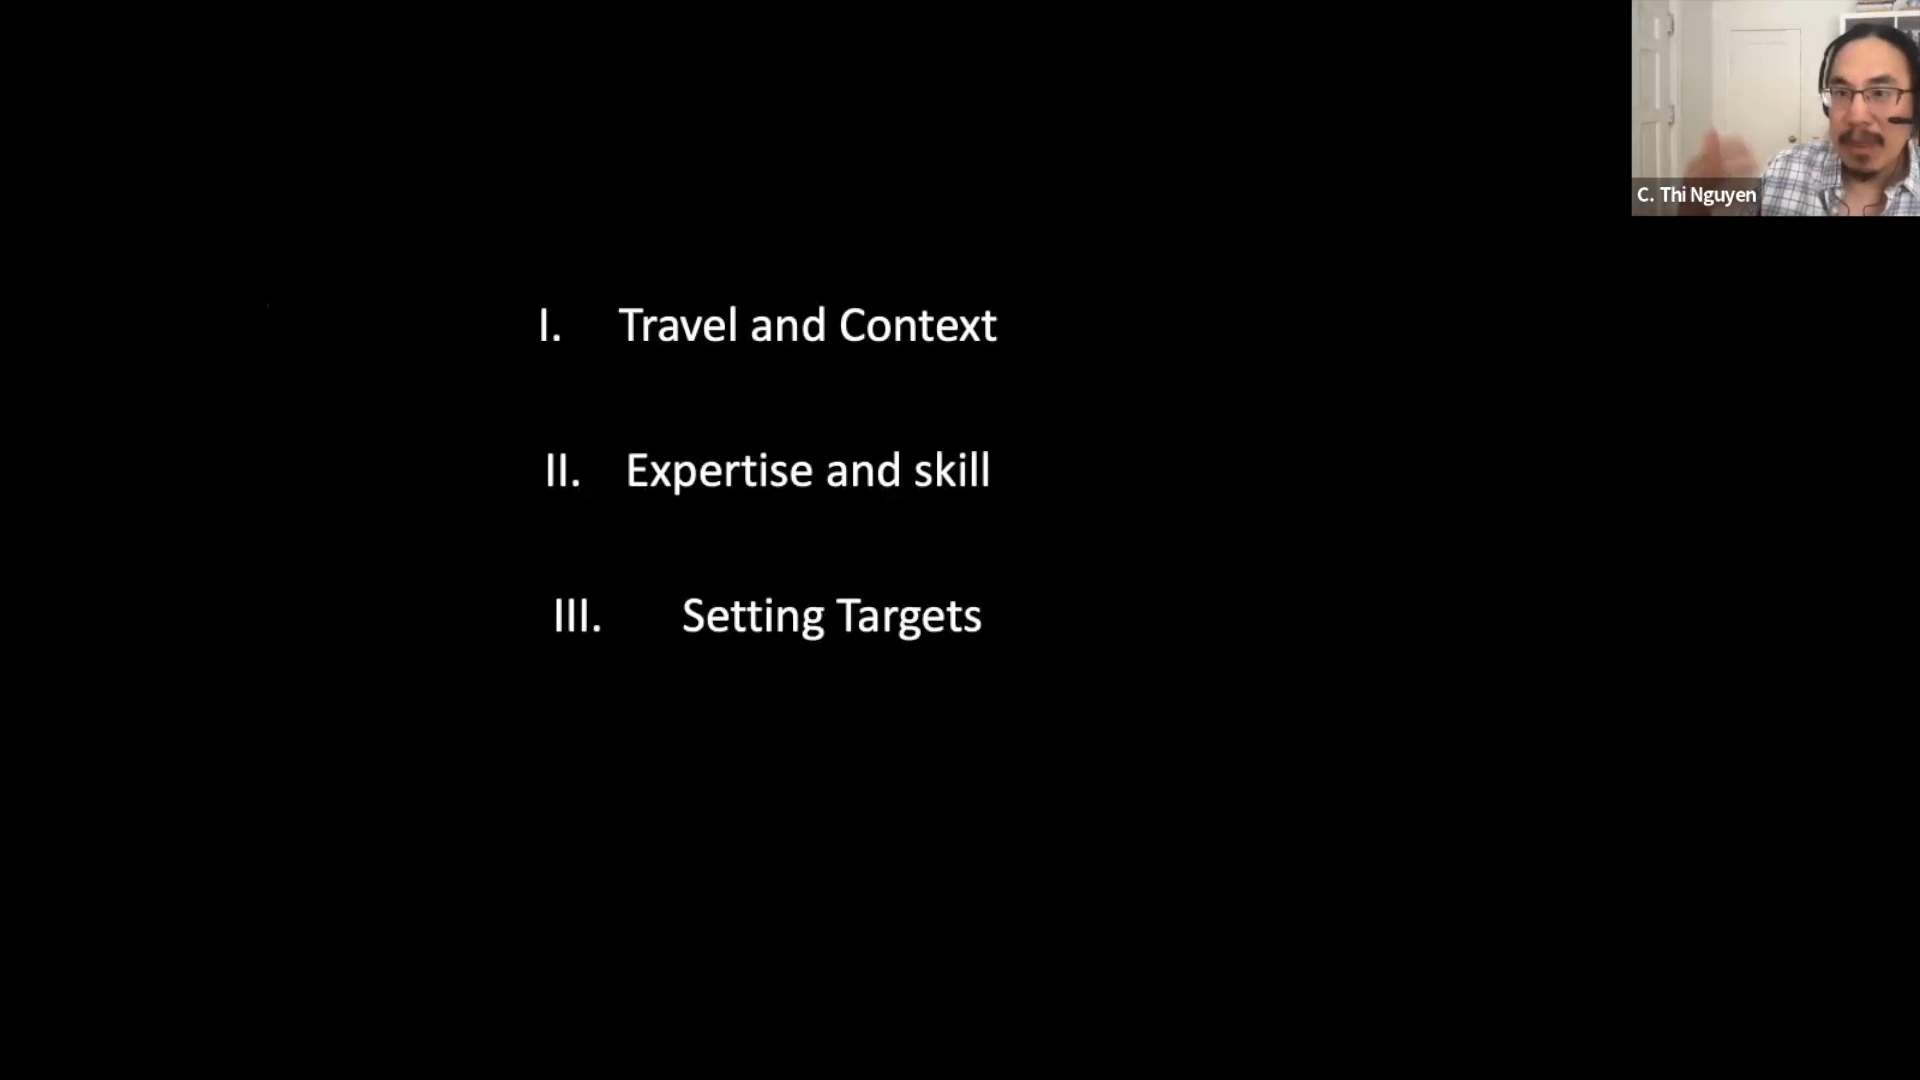 C. Thi Nguyen
I. Travel and Context
II. Expertise and skill
III. Setting Targets